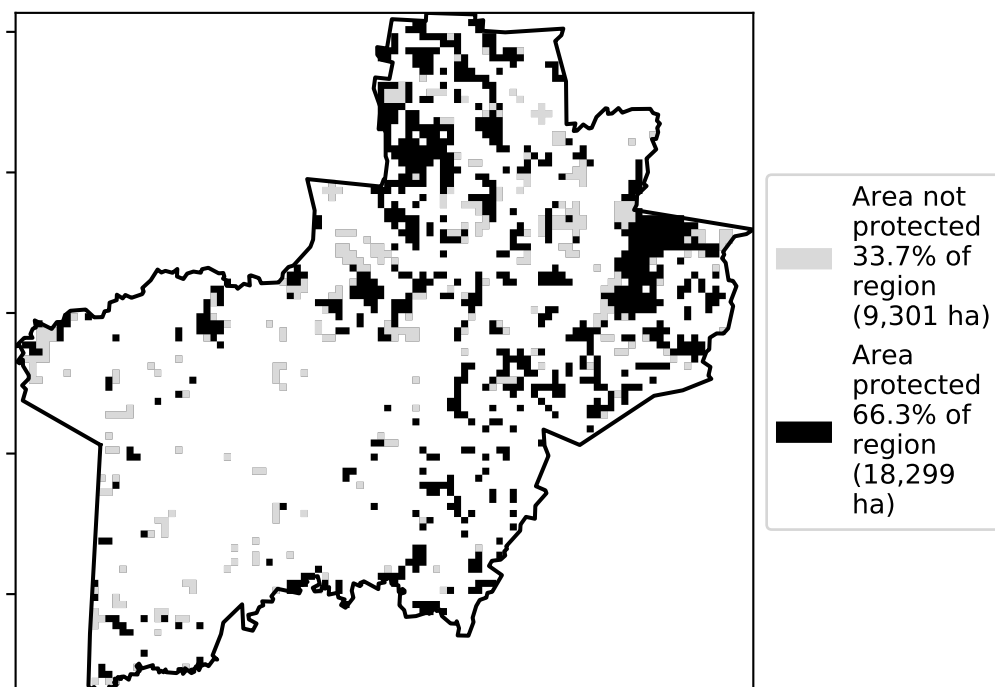 Area not
protected
33.7% of
region
(9,301 ha)
Area
protected
66.3% of
region
(18,299
ha)